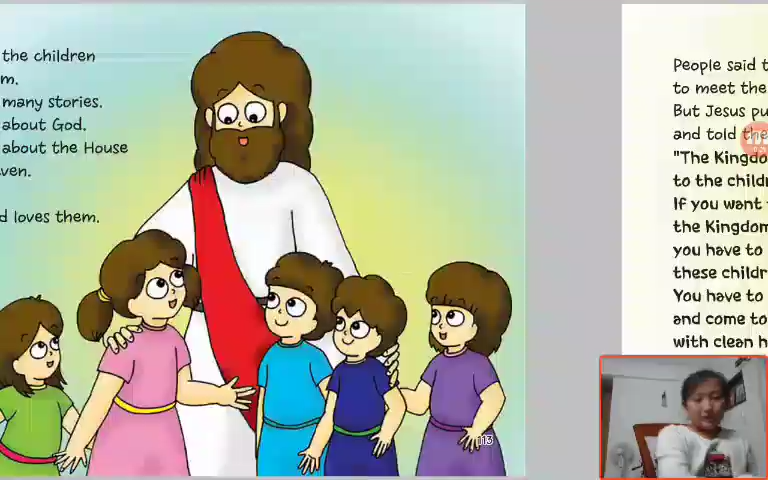 the children
m.
many stories.
about God.
about the House
ven.
d loves them.
113
People said t
to meet the
But Jesus pu
and told the
"The Kingdo
to the childr
If you want
the Kingdom
you have to
these childr
You have to
and come to
with clean h